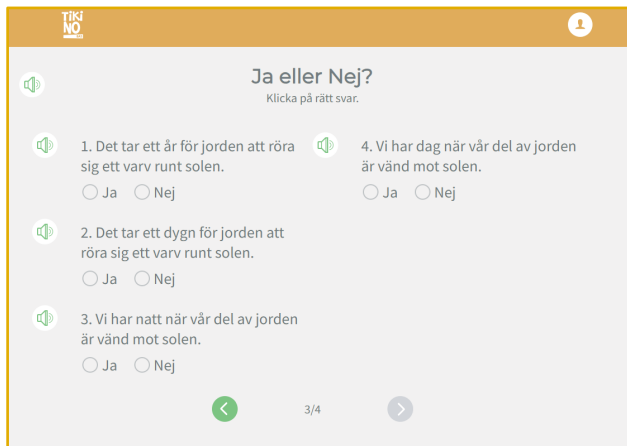 TiKi
NO
Ja eller Nej?
Klicka på rätt svar.
1. Det tar ett år för jorden att röra
sig ett varv runt solen.
Ja Nej
2. Det tar ett dygn för jorden att
röra sig ett varv runt solen.
Ja Nej
3. Vi har natt när vår del av jorden
är vänd mot solen.
Ja Nej
4. Vi har dag när vår del av jorden
är vänd mot solen.
Ja Nej
3/4